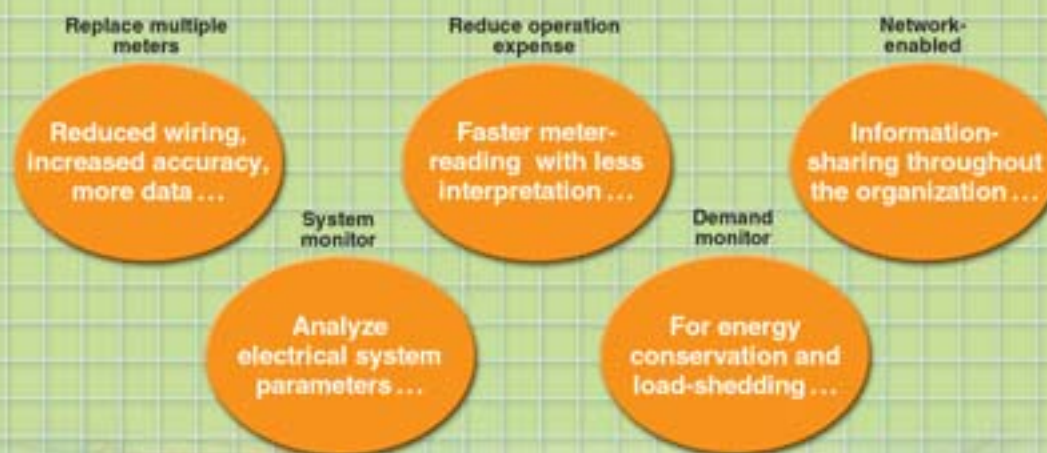 Replace multiple
meters
Reduced wiring,
increased accuracy,
more data ...
Reduce operation
expense
Faster meter-
reading with less
interpretation ...
Network-
enabled
Information-
sharing throughout
the organization ...
System
monitor
Analyze
electrical system
parameters ...
Demand
monitor
For energy
conservation and
load-shedding ...